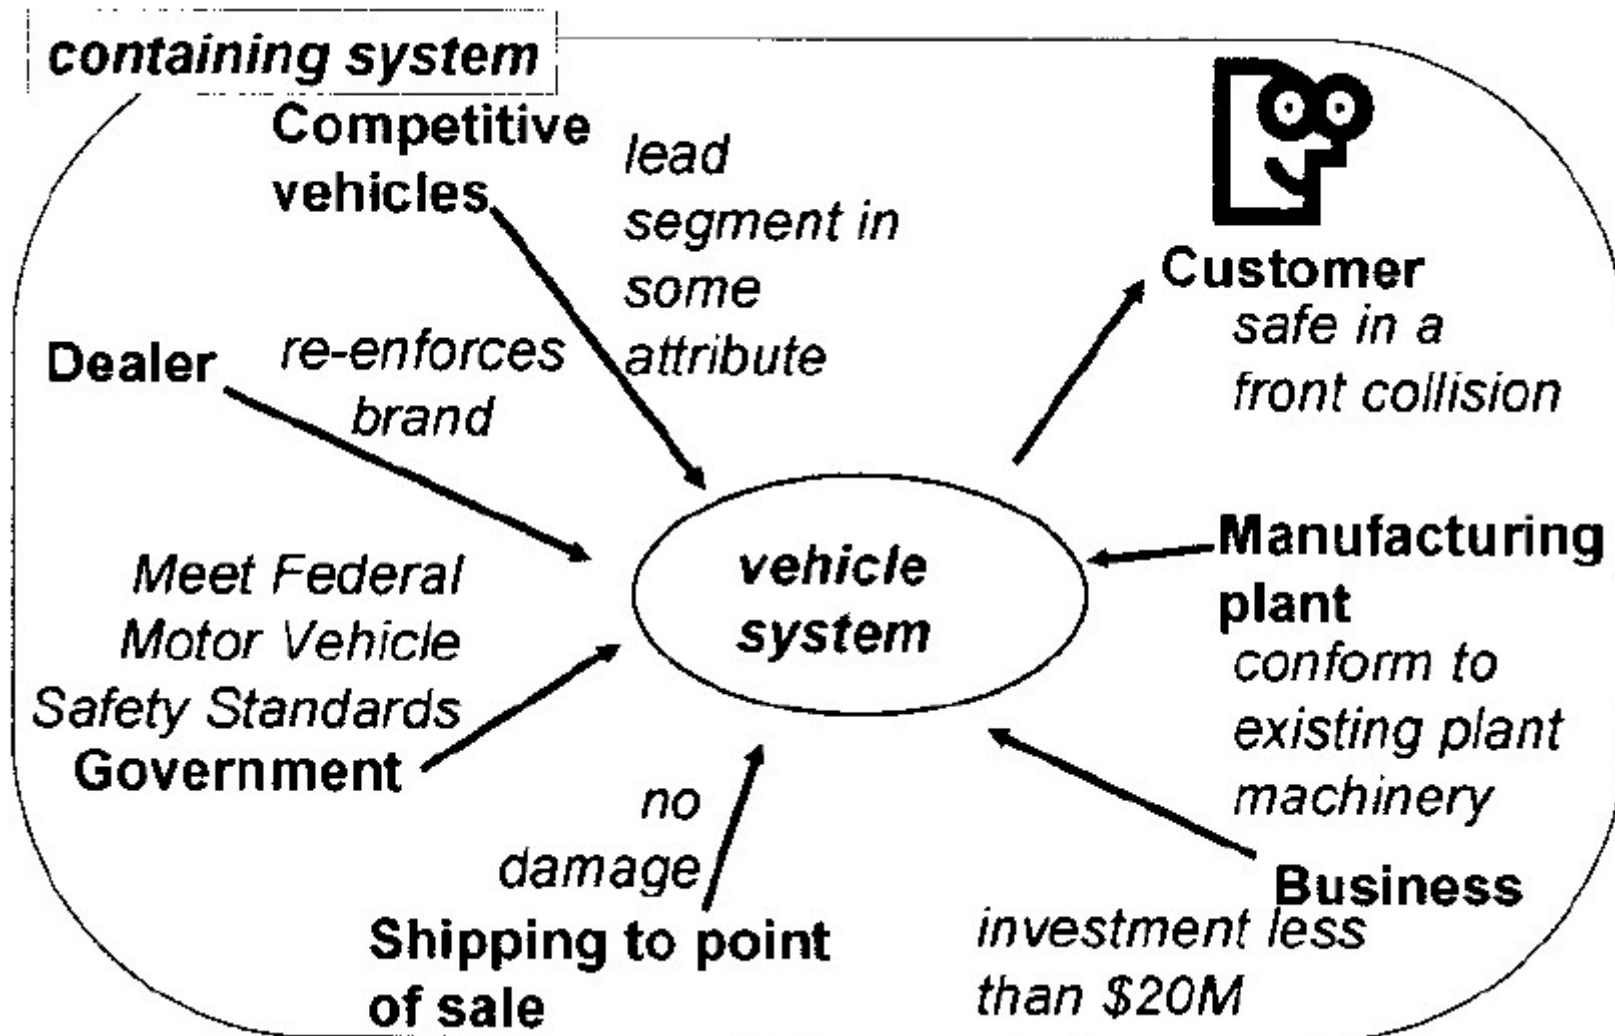 containing system
Competitive
vehicles
lead
segment in
some
attribute
Customer
safe in a
front collision
Dealer
re-enforces
brand
vehicle
system
Manufacturing
plant
conform to
existing plant
machinery
Meet Federal
Motor Vehicle
Safety Standards
Government
no
damage
Shipping to point
of sale
Business
investment less
than $20M